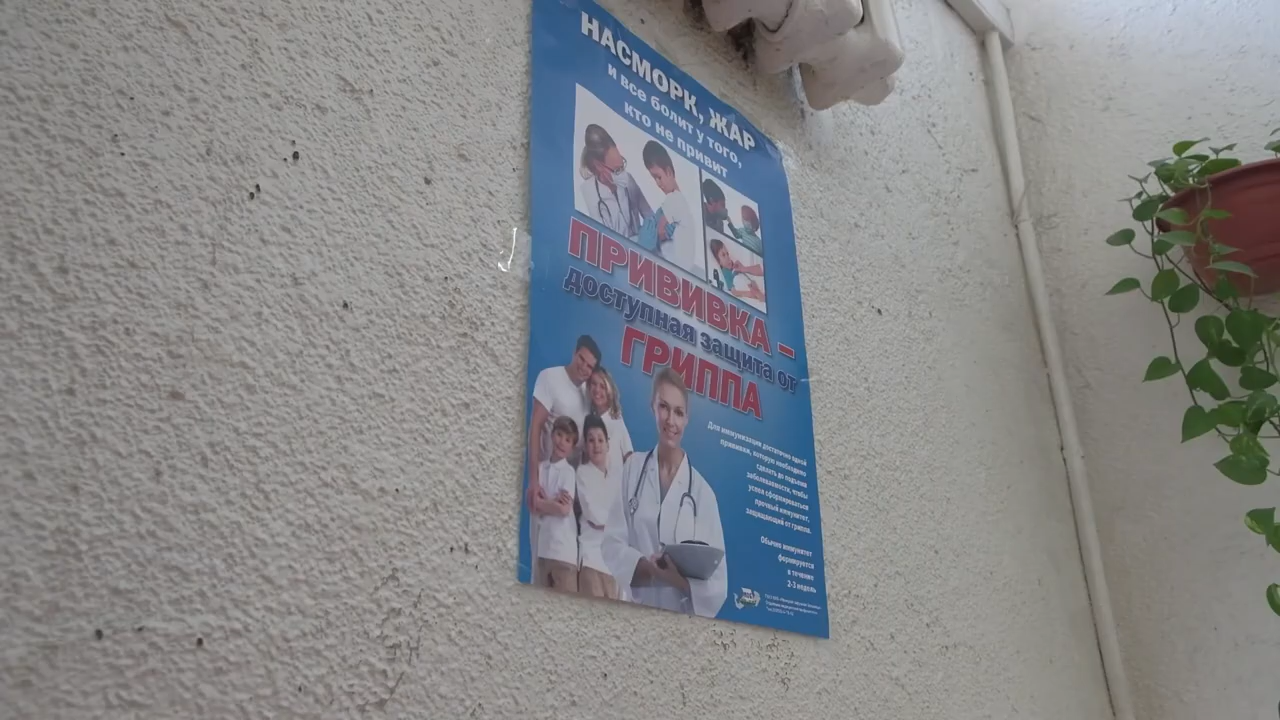 НАСМОРК, ЖАР
и все болит у того,
кто не привит
ПРИВИВКА –
доступная защита от
ГРИППА
Для иммунизации достаточно одной
прививки, которую необходимо
сделать до подъема
заболеваемости, чтобы
успел сформироваться
прочный иммунитет,
защищающий от гриппа.
Обычно иммунитет
формируется
в течение
2-3 недель